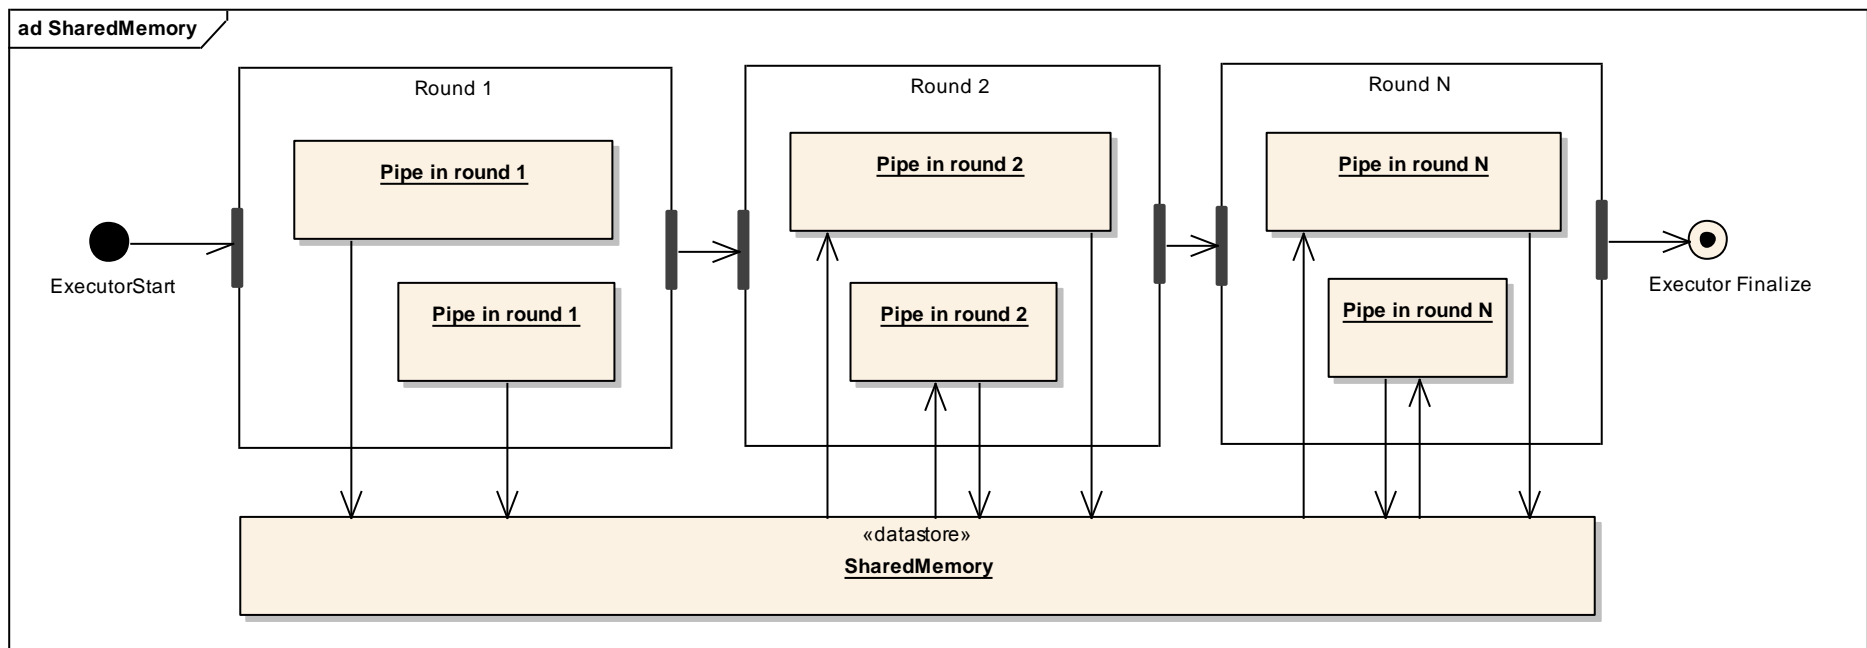 ad SharedMemory
Round 1
Round 2
Round N
Pipe in round 1
Pipe in round 2
Pipe in round N
ExecutorStart
Executor Finalize
Pipe in round 1
Pipe in round 2
Pipe in round N
«datastore»
SharedMemory